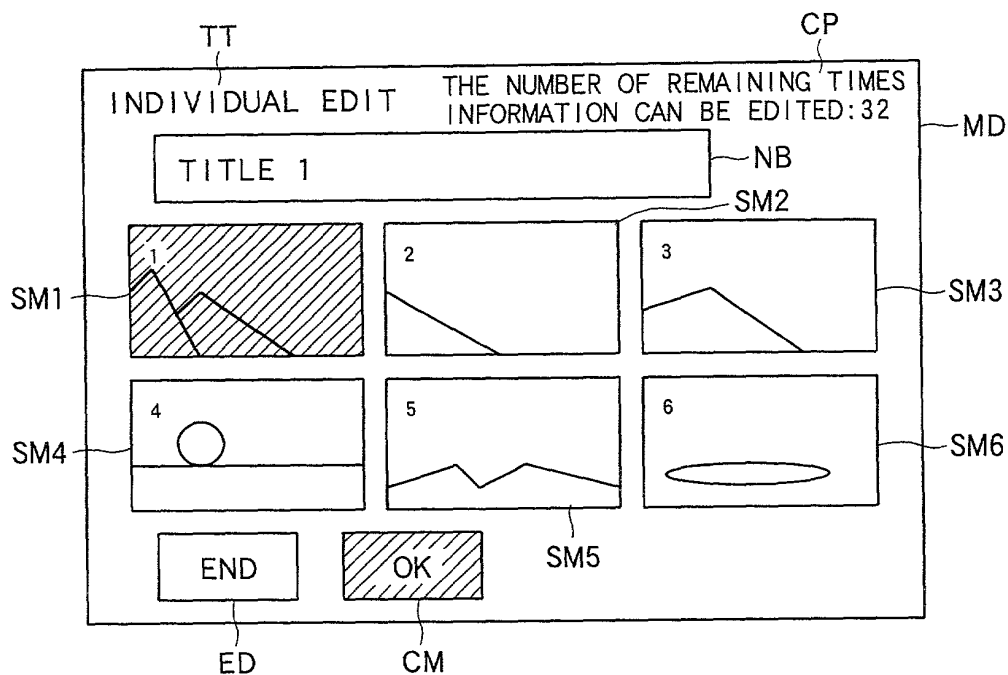 TT
CP
INDIVIDUAL EDIT
THE NUMBER OF REMAINING TIMES
INFORMATION CAN BE EDITED:32
MD
TITLE 1
NB
SM2
1
2
3
SM1
SM3
4
5
6
SM4
SM6
SM5
END
OK
ED
CM